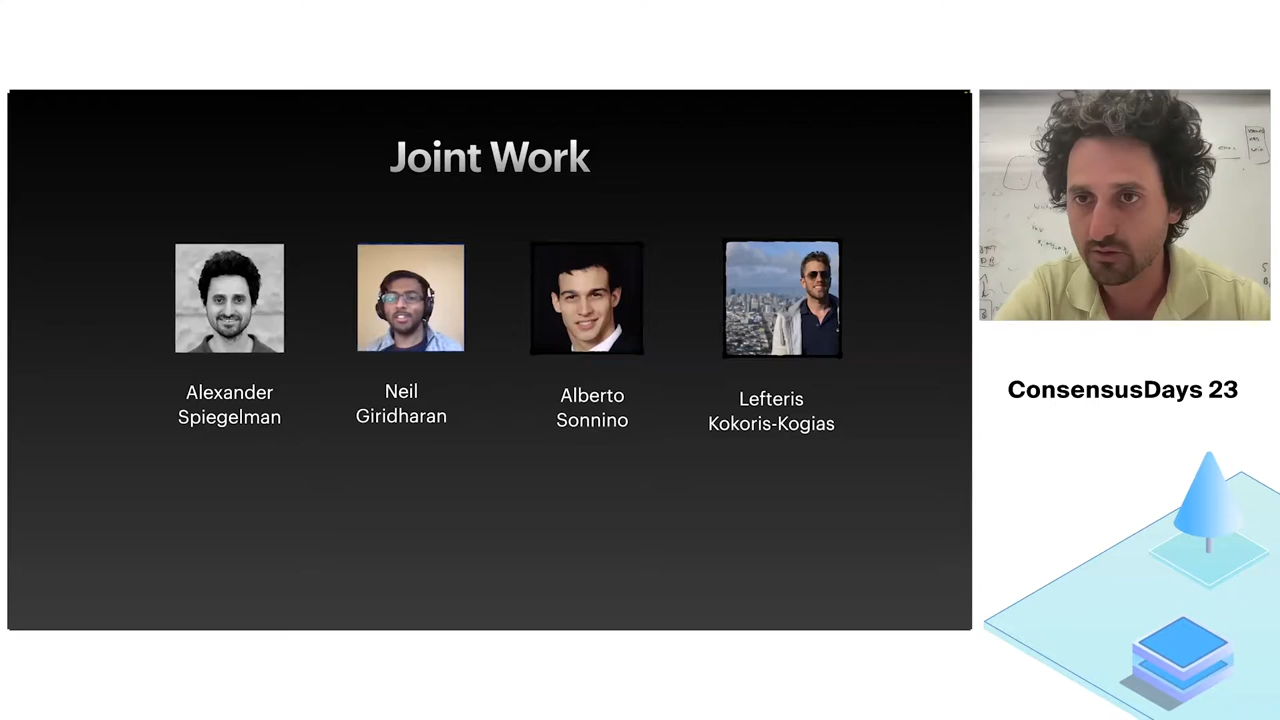 Joint Work
Alexander
Spiegelman
Neil
Giridharan
Alberto
Sonnino
Lefteris
Kokoris-Kogias
ConsensusDays 23